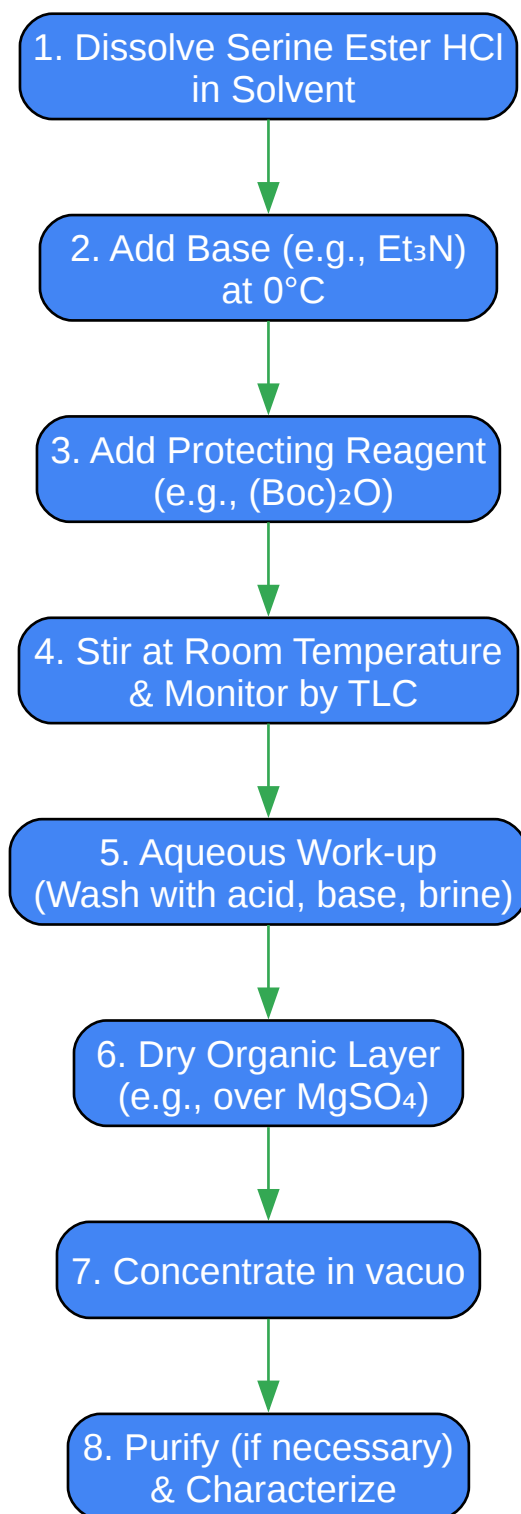 1. Dissolve Serine Ester HCl
in Solvent
2. Add Base (e.g., Et₃N)
at 0°C
3. Add Protecting Reagent
(e.g., (Boc)₂O)
4. Stir at Room Temperature
& Monitor by TLC
5. Aqueous Work-up
(Wash with acid, base, brine)
6. Dry Organic Layer
(e.g., over MgSO₄)
7. Concentrate in vacuo
8. Purify (if necessary)
& Characterize